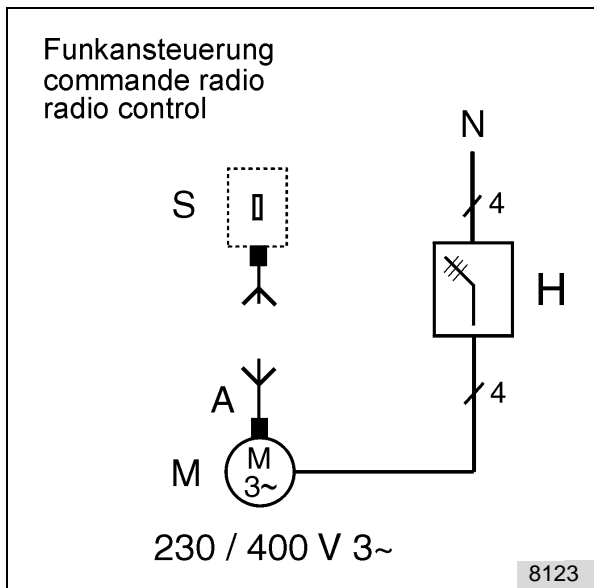 Funkansteuerung
commande radio
radio control
N
S
4
H
4
A
M
M
3~
230 / 400 V 3~
8123